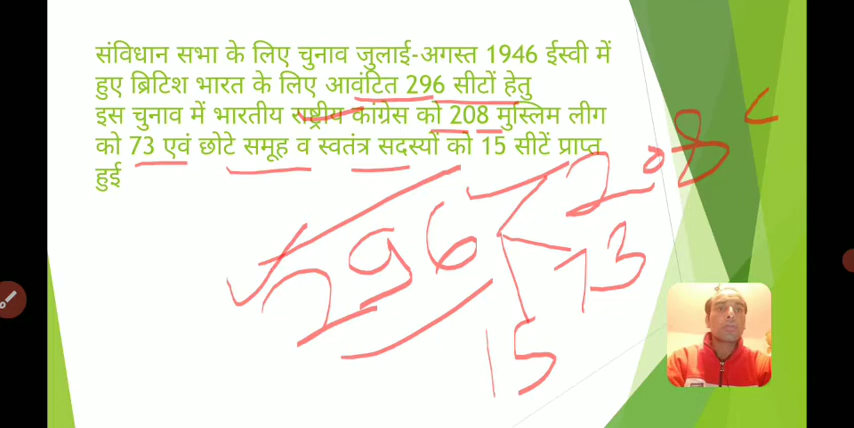 संविधान सभा के लिए चुनाव जुलाई-अगस्त 1946 ईस्वी में
हुए ब्रिटिश भारत के लिए आवंटित 296 सीटों हेतु
इस चुनाव में भारतीय राष्ट्रीय कांग्रेस को 208 मुस्लिम लीग
को 73 एवं छोटे समूह व स्वतंत्र सदस्यों को 15 सीटें प्राप्त
हुई
208
296
73
15